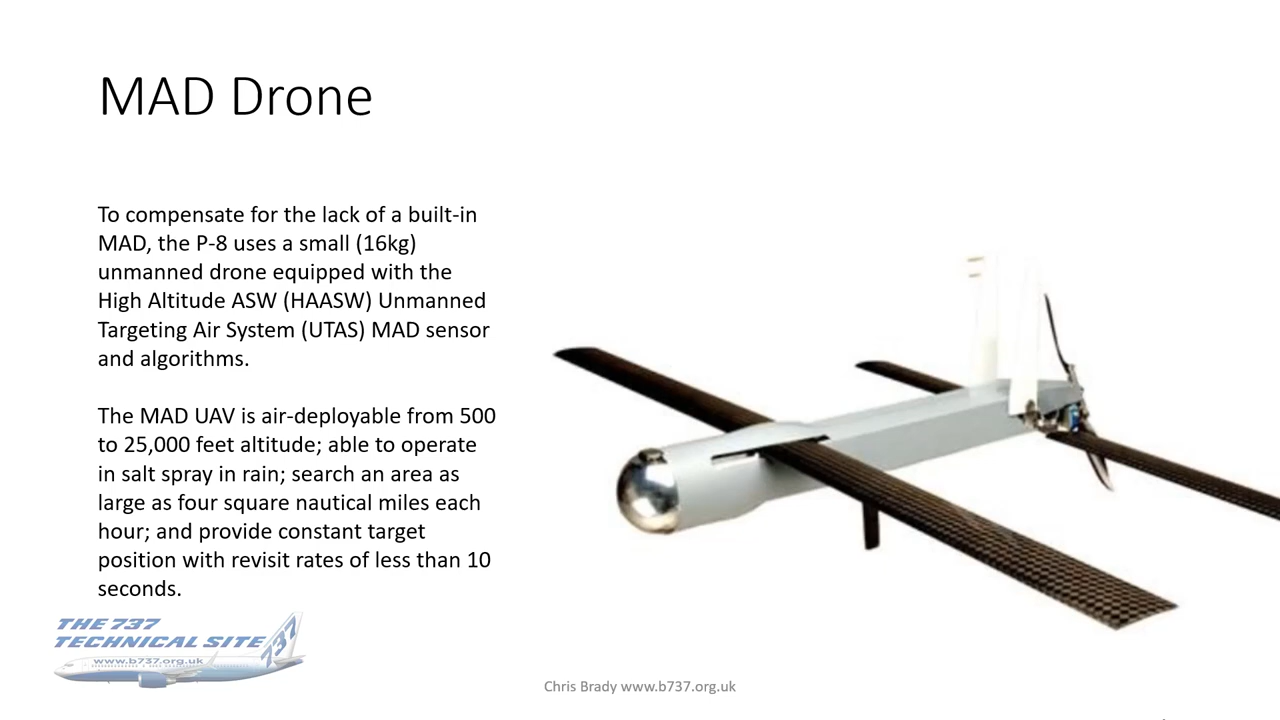 MAD Drone
To compensate for the lack of a built-in
MAD, the P-8 uses a small (16kg)
unmanned drone equipped with the
High Altitude ASW (HAASW) Unmanned
Targeting Air System (UTAS) MAD sensor
and algorithms.
The MAD UAV is air-deployable from 500
to 25,000 feet altitude; able to operate
in salt spray in rain; search an area as
large as four square nautical miles each
hour; and provide constant target
position with revisit rates of less than 10
seconds.
THE 737
TECHNICAL SITE
737
www.b737.org.uk
Chris Brady www.b737.org.uk